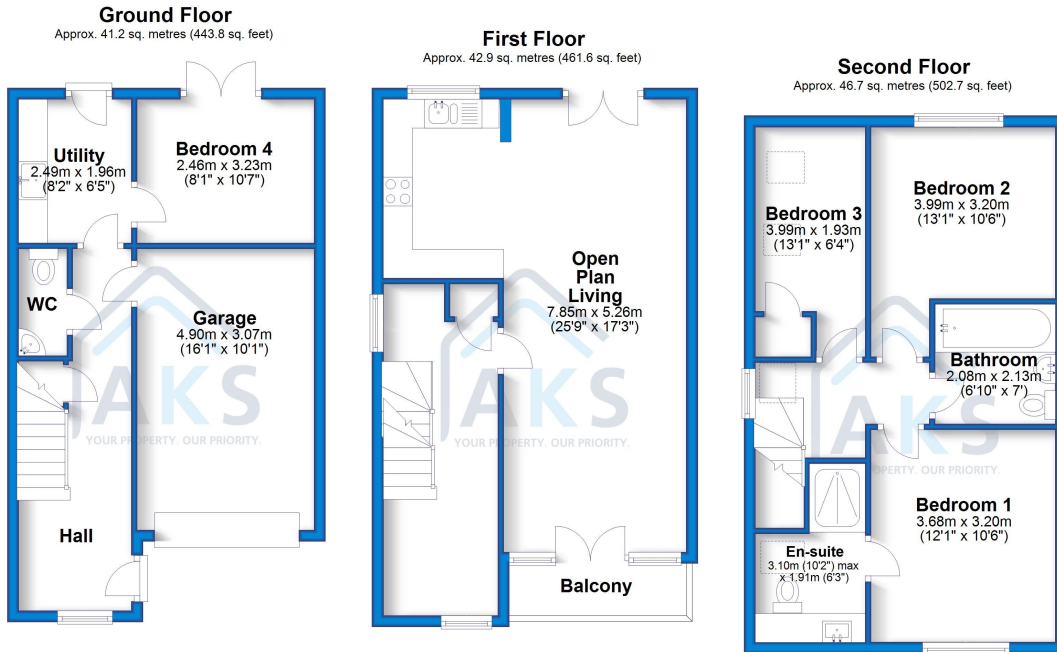 Ground Floor
Approx. 41.2 sq. metres (443.8 sq. feet)
Utility
2.49m x 1.96m
(8'2" x 6'5")
Bedroom 4
2.46m x 3.23m
(8'1" x 10'7")
WC
Garage
4.90m x 3.07m
(16'1" x 10'1")
AKS
YOUR PROPERTY. OUR PRIORITY.
Hall
First Floor
Approx. 42.9 sq. metres (461.6 sq. feet)
Open
Plan
Living
7.85m x 5.26m
(25'9" x 17'3")
AKS
YOUR PROPERTY. OUR PRIORITY.
Balcony
Second Floor
Approx. 46.7 sq. metres (502.7 sq. feet)
Bedroom 3
3.99m x 1.93m
(13'1" x 6'4")
Bedroom 2
3.99m x 3.20m
(13'1" x 10'6")
Bathroom
2.08m x 2.13m
(6'10" x 7')
AKS
PROPERTY. OUR PRIORITY.
Bedroom 1
3.68m x 3.20m
(12'1" x 10'6")
En-suite
3.10m (10'2") max
x 1.91m (6'3")